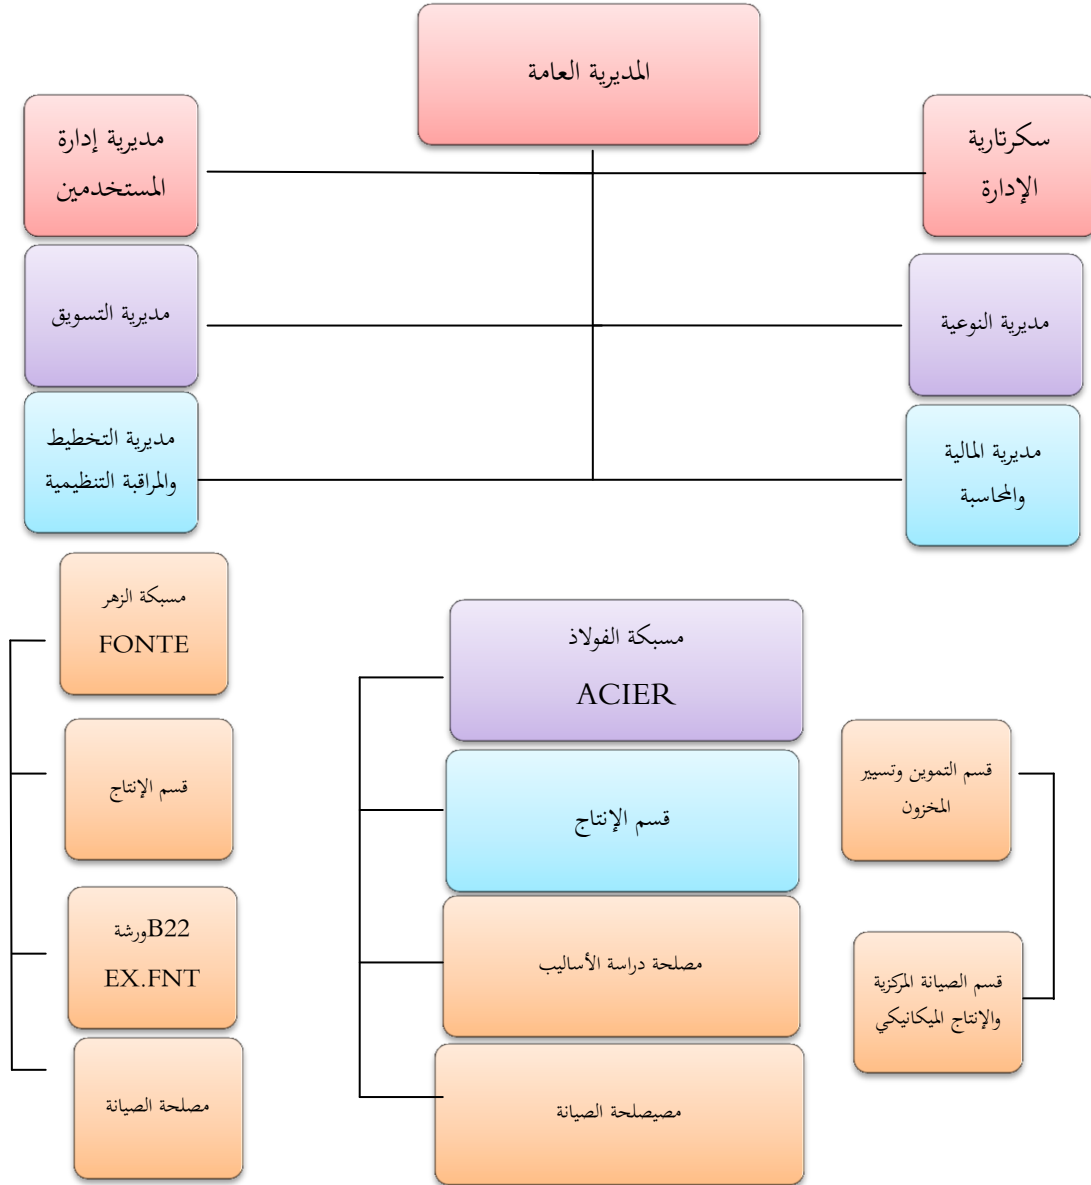 المديرية العامة
سكرتارية
الإدارة
مديرية إدارة
المستخدمين
مديرية النوعية
مديرية التسويق
مديرية المالية
والمحاسبة
مديرية التخطيط
والمراقبة التنظيمية
قسم التموين وتسيير
المخزون
قسم الصيانة المركزية
والإنتاج الميكانيكي
مسبكة الفولاذ
ACIER
قسم الإنتاج
مصلحة دراسة الأساليب
مصيصلحة الصيانة
مسبكة الزهر
FONTE
قسم الإنتاج
B22ورشة
EX.FNT
مصلحة الصيانة